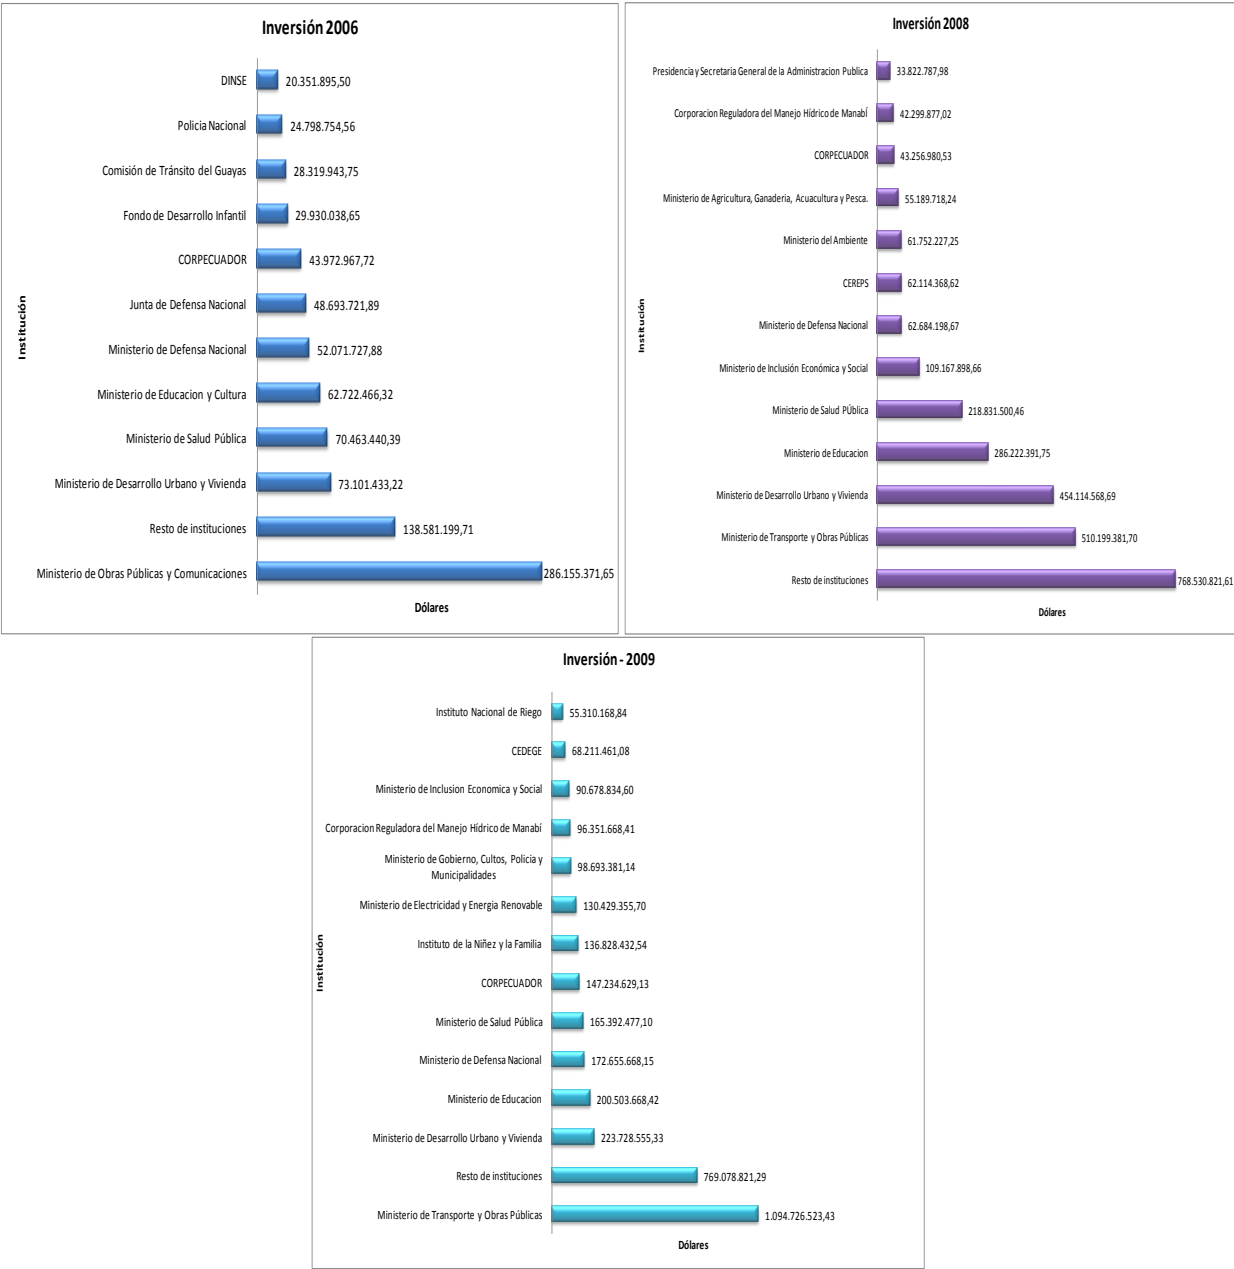 Inversión 2006
DINSE 20.351.895,50
Policia Nacional 24.798.754,56
Comisión de Tránsito del Guayas 28.319.943,75
Fondo de Desarrollo Infantil 29.930.038,65
CORPECUADOR 43.972.967,72
Junta de Defensa Nacional 48.693.721,89
Ministerio de Defensa Nacional 52.071.727,88
Ministerio de Educacion y Cultura 62.722.466,32
Ministerio de Salud Pública 70.463.440,39
Ministerio de Desarrollo Urbano y Vivienda 73.101.433,22
Resto de instituciones 138.581.199,71
Ministerio de Obras Públicas y Comunicaciones 286.155.371,65
Institución
Dólares
Inversión 2008
Presidencia y Secretaria General de la Administracion Publica 33.822.787,98
Corporacion Reguladora del Manejo Hídrico de Manabí 42.299.877,02
CORPECUADOR 43.256.980,53
Ministerio de Agricultura, Ganaderia, Acuacultura y Pesca. 55.189.718,24
Ministerio del Ambiente 61.752.227,25
CEREPS 62.114.368,62
Ministerio de Defensa Nacional 62.684.198,67
Ministerio de Inclusión Económica y Social 109.167.898,66
Ministerio de Salud PÚblica 218.831.500,46
Ministerio de Educacion 286.222.391,75
Ministerio de Desarrollo Urbano y Vivienda 454.114.568,69
Ministerio de Transporte y Obras Públicas 510.199.381,70
Resto de instituciones 768.530.821,61
Institución
Dólares
Inversión - 2009
Instituto Nacional de Riego 55.310.168,84
CEDEGE 68.211.461,08
Ministerio de Inclusion Economica y Social 90.678.834,60
Corporacion Reguladora del Manejo Hídrico de Manabí 96.351.668,41
Ministerio de Gobierno, Cultos, Policia y
Municipalidades 98.693.381,14
Ministerio de Electricidad y Energia Renovable 130.429.355,70
Instituto de la Niñez y la Familia 136.828.432,54
CORPECUADOR 147.234.629,13
Ministerio de Salud Pública 165.392.477,10
Ministerio de Defensa Nacional 172.655.668,15
Ministerio de Educacion 200.503.668,42
Ministerio de Desarrollo Urbano y Vivienda 223.728.555,33
Resto de instituciones 769.078.821,29
Ministerio de Transporte y Obras Públicas 1.094.726.523,43
Institución
Dólares